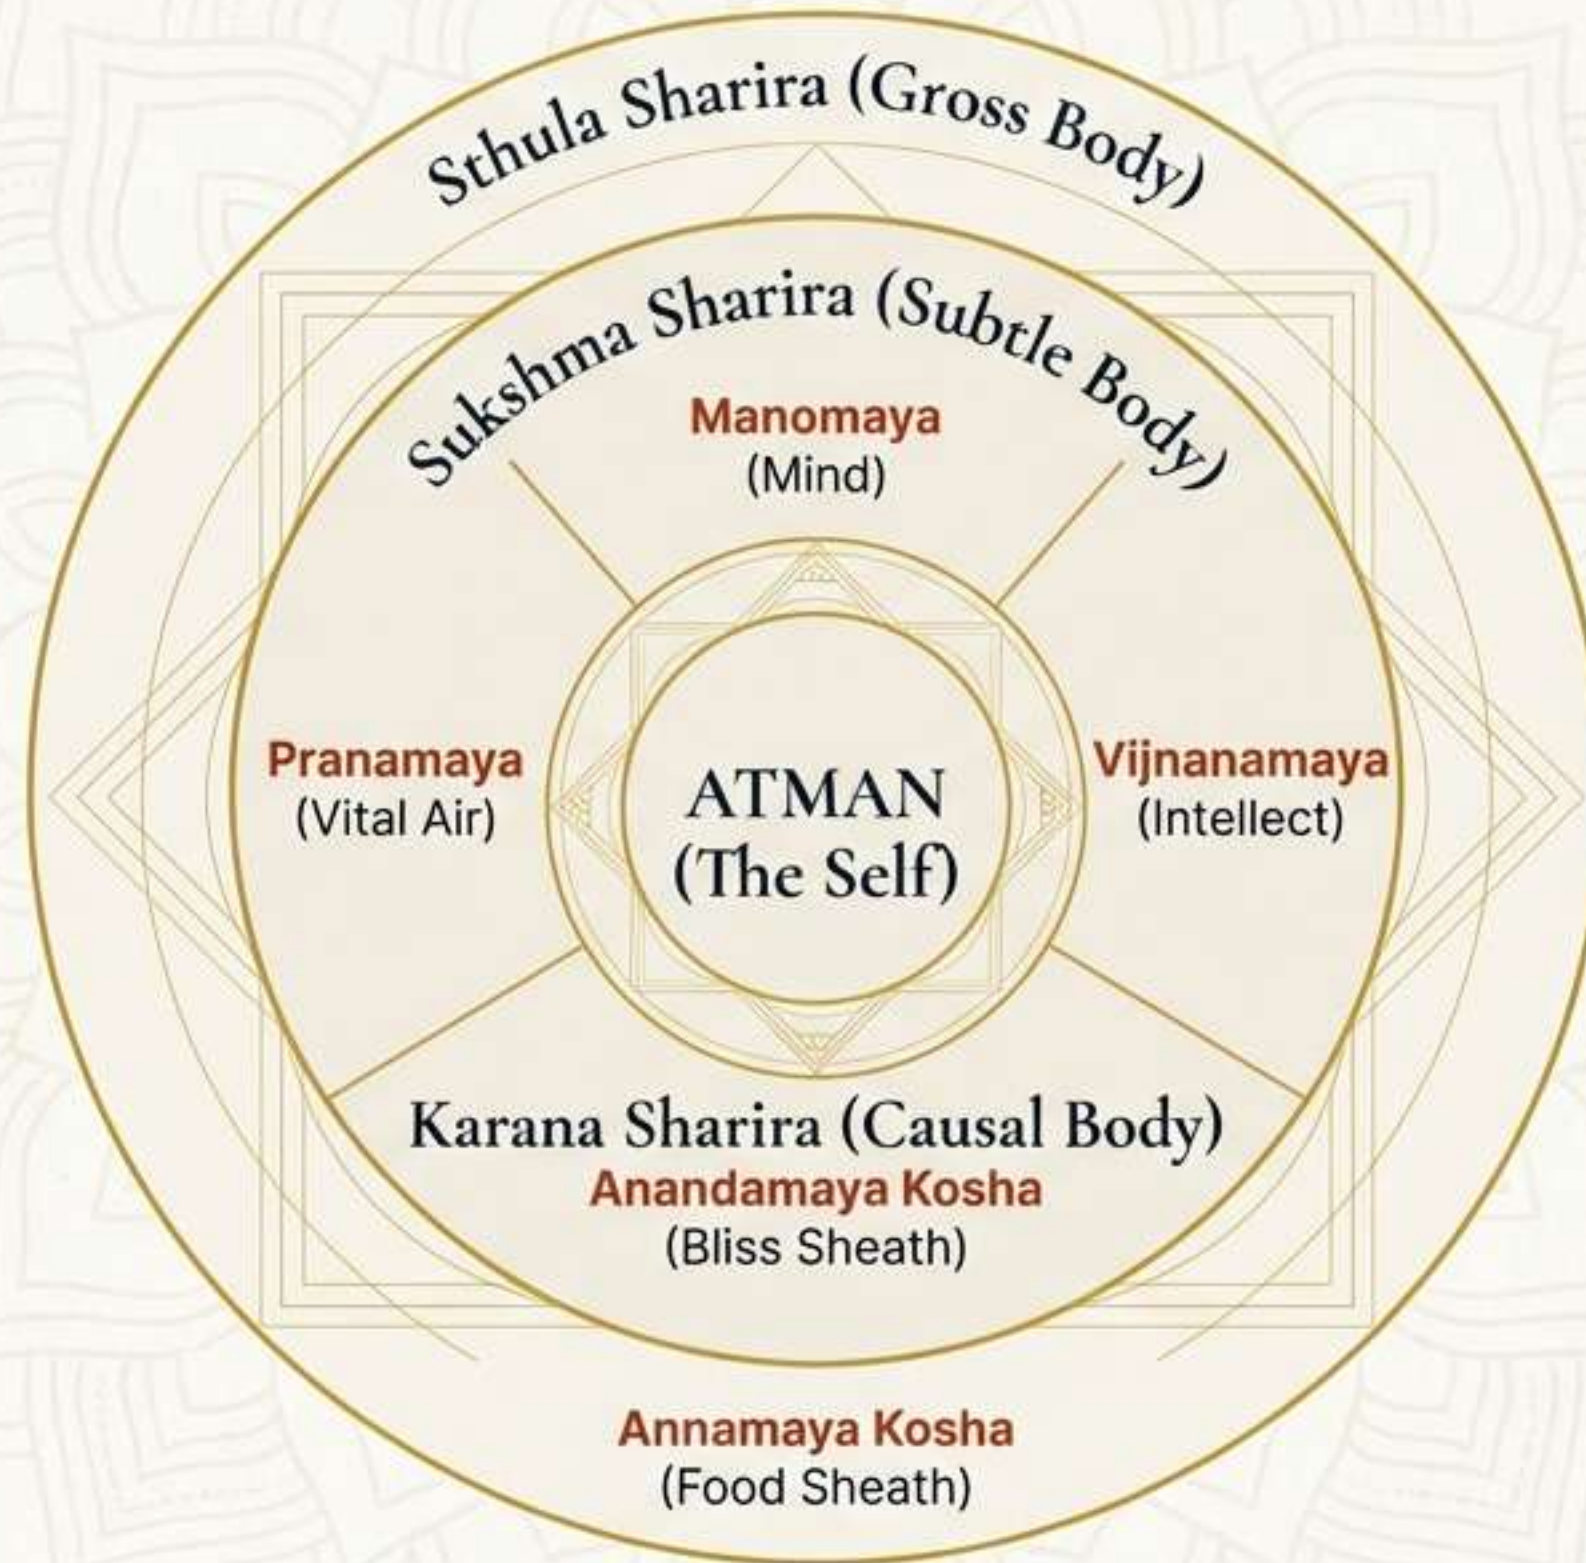 Sthula Sharira (Gross Body)
Sukshma Sharira (Subtle Body)
Manomaya
(Mind)
Pranamaya
(Vital Air)
ATMAN
(The Self)
Vijnanamaya
(Intellect)
Karana Sharira (Causal Body)
Anandamaya Kosha
(Bliss Sheath)
Annamaya Kosha
(Food Sheath)